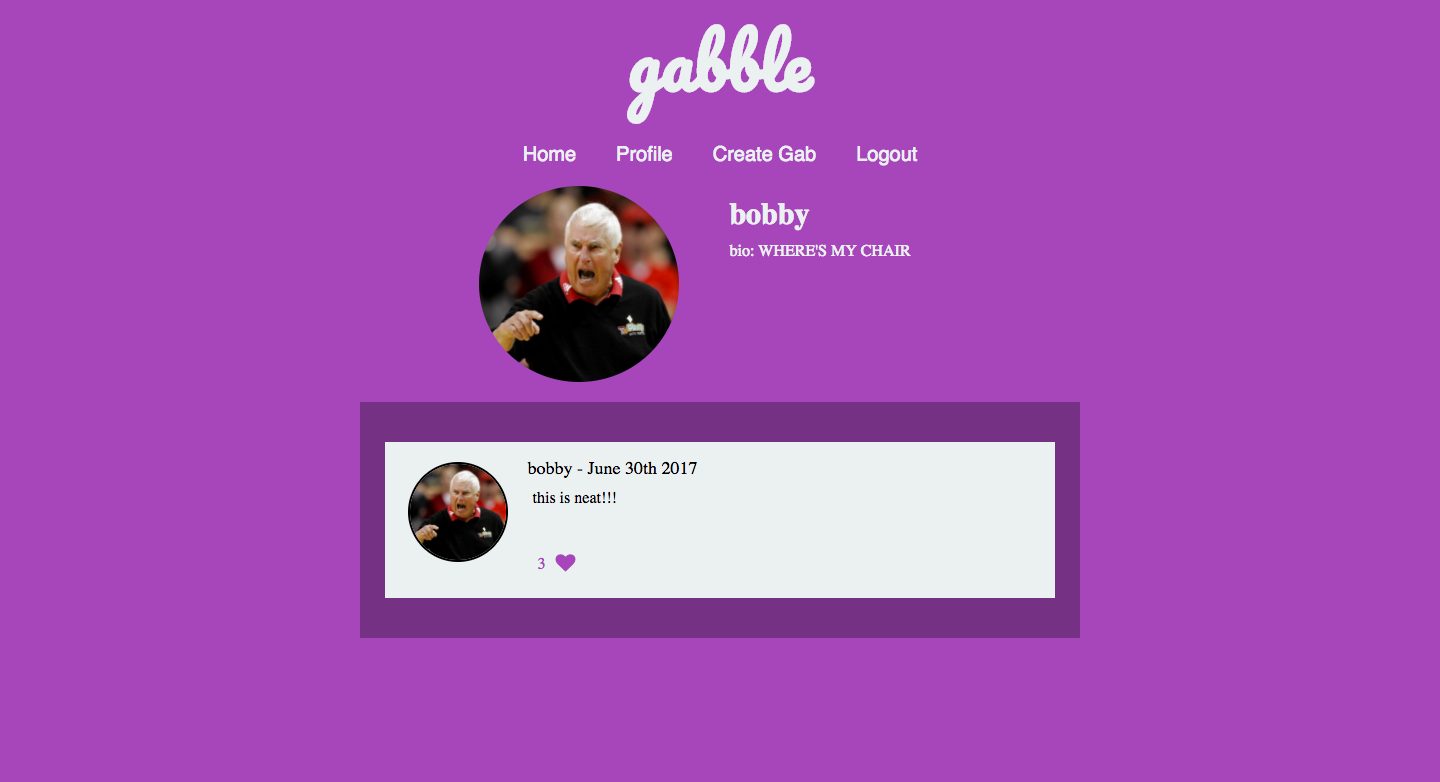 gabble
Home Profile Create Gab Logout
bobby
bio: WHERE'S MY CHAIR
bobby - June 30th 2017
this is neat!!!
3